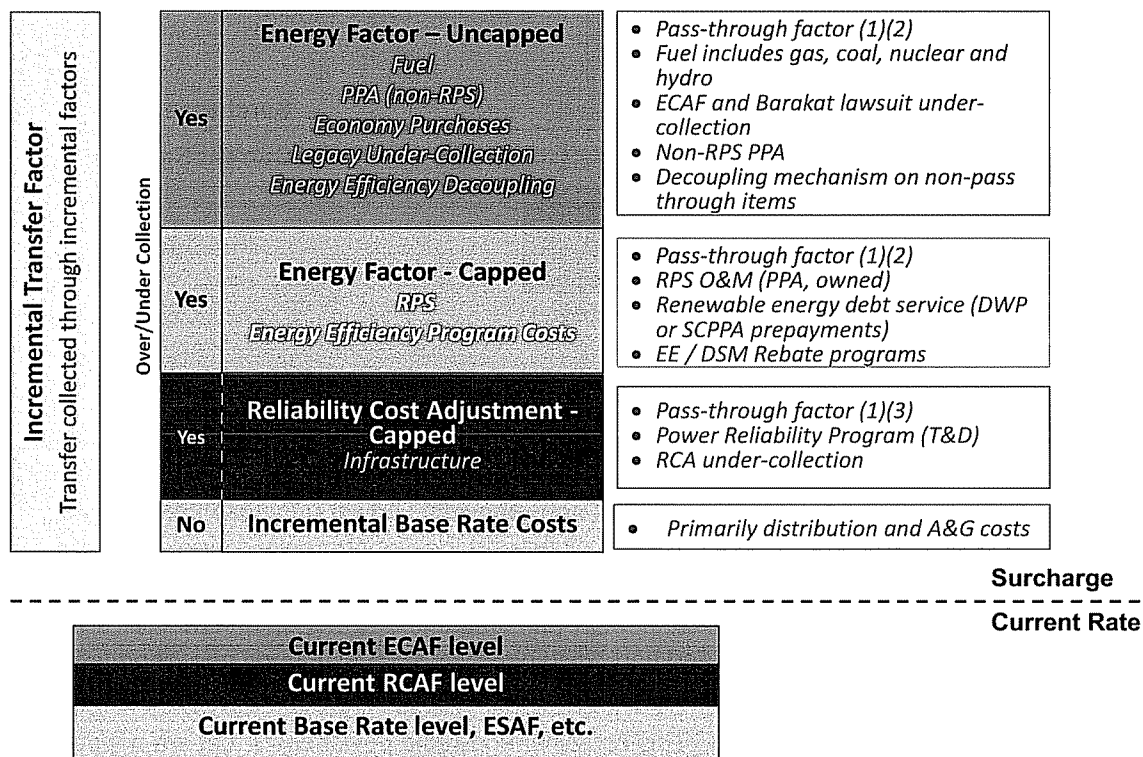 Incremental Transfer Factor
Transfer collected through incremental factors
Over/Under Collection
Yes
Energy Factor – Uncapped
Fuel
PPA (non-RPS)
Economy Purchases
Legacy Under-Collection
Energy Efficiency Decoupling
• Pass-through factor (1)(2)
• Fuel includes gas, coal, nuclear and
hydro
• ECAF and Barakat lawsuit under-
collection
• Non-RPS PPA
• Decoupling mechanism on non-pass
through items
Yes
Energy Factor - Capped
RPS
Energy Efficiency Program Costs
• Pass-through factor (1)(2)
• RPS O&M (PPA, owned)
• Renewable energy debt service (DWP
or SCPPA prepayments)
• EE / DSM Rebate programs
Yes
Reliability Cost Adjustment -
Capped
Infrastructure
• Pass-through factor (1)(3)
• Power Reliability Program (T&D)
• RCA under-collection
No
Incremental Base Rate Costs
• Primarily distribution and A&G costs
Surcharge
Current Rate
Current ECAF level
Current RCAF level
Current Base Rate level, ESAF, etc.